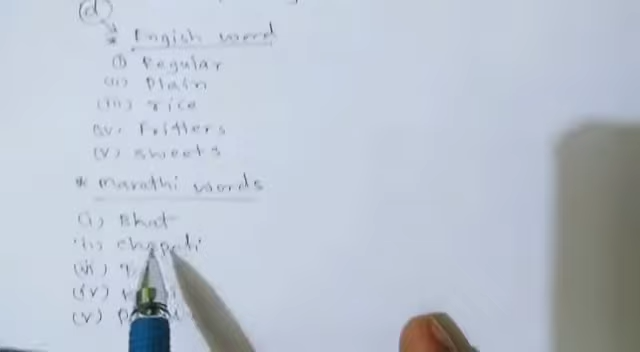 (d)
* English word
(i) Regular
(ii) Plain
(iii) rice
(iv) Fritters
(v) sweets
* Marathi words
(i) Bhat
(ii) chapati
(iii)
(iv)
(v)